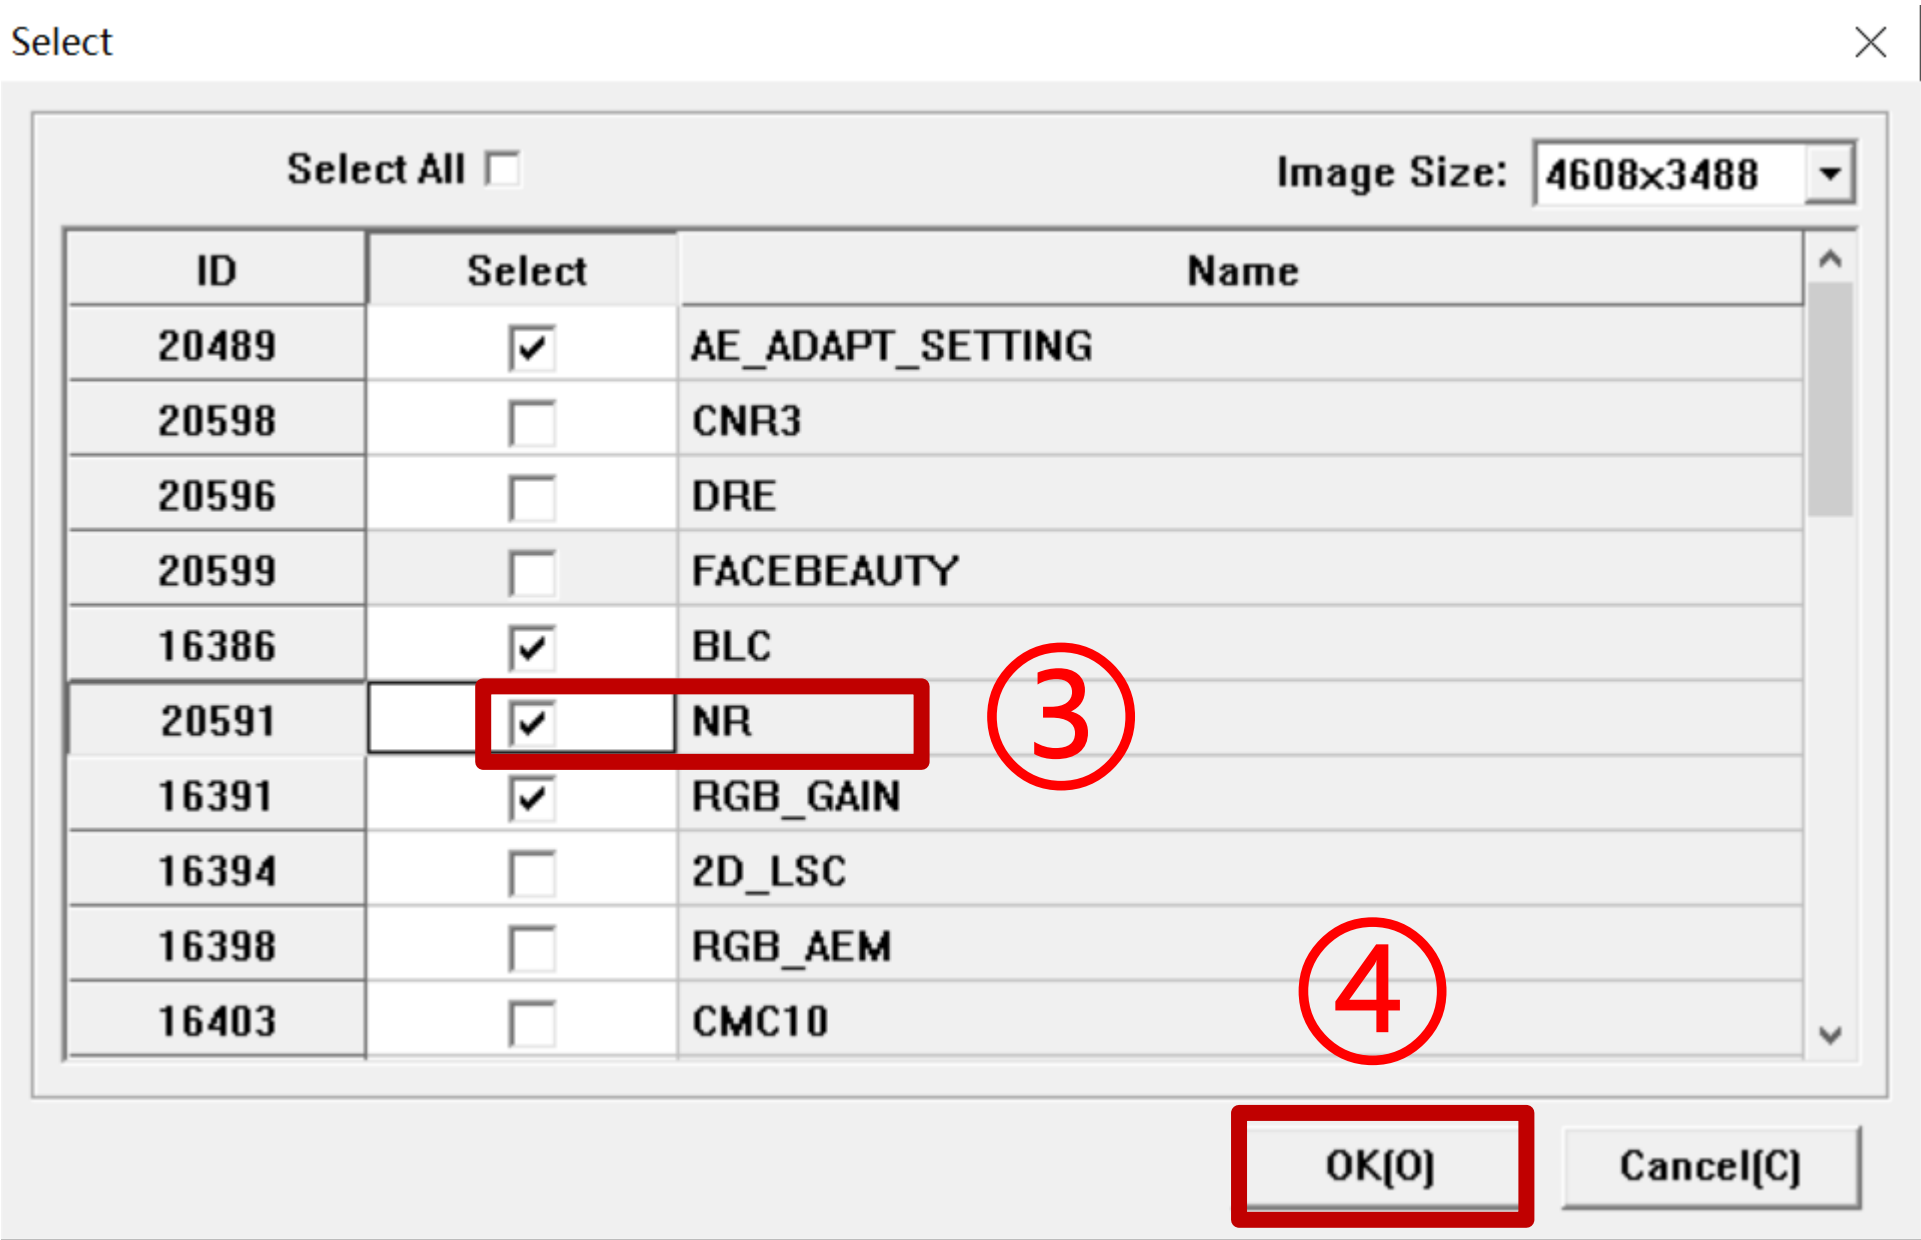 Select
Select All Image Size: 4608x3488
ID Select Name
20489 AE_ADAPT_SETTING
20598 CNR3
20596 DRE
20599 FACEBEAUTY
16386 BLC
20591 NR ③
16391 RGB_GAIN
16394 2D_LSC
16398 RGB_AEM ④
16403 CMC10
OK(O) Cancel(C)